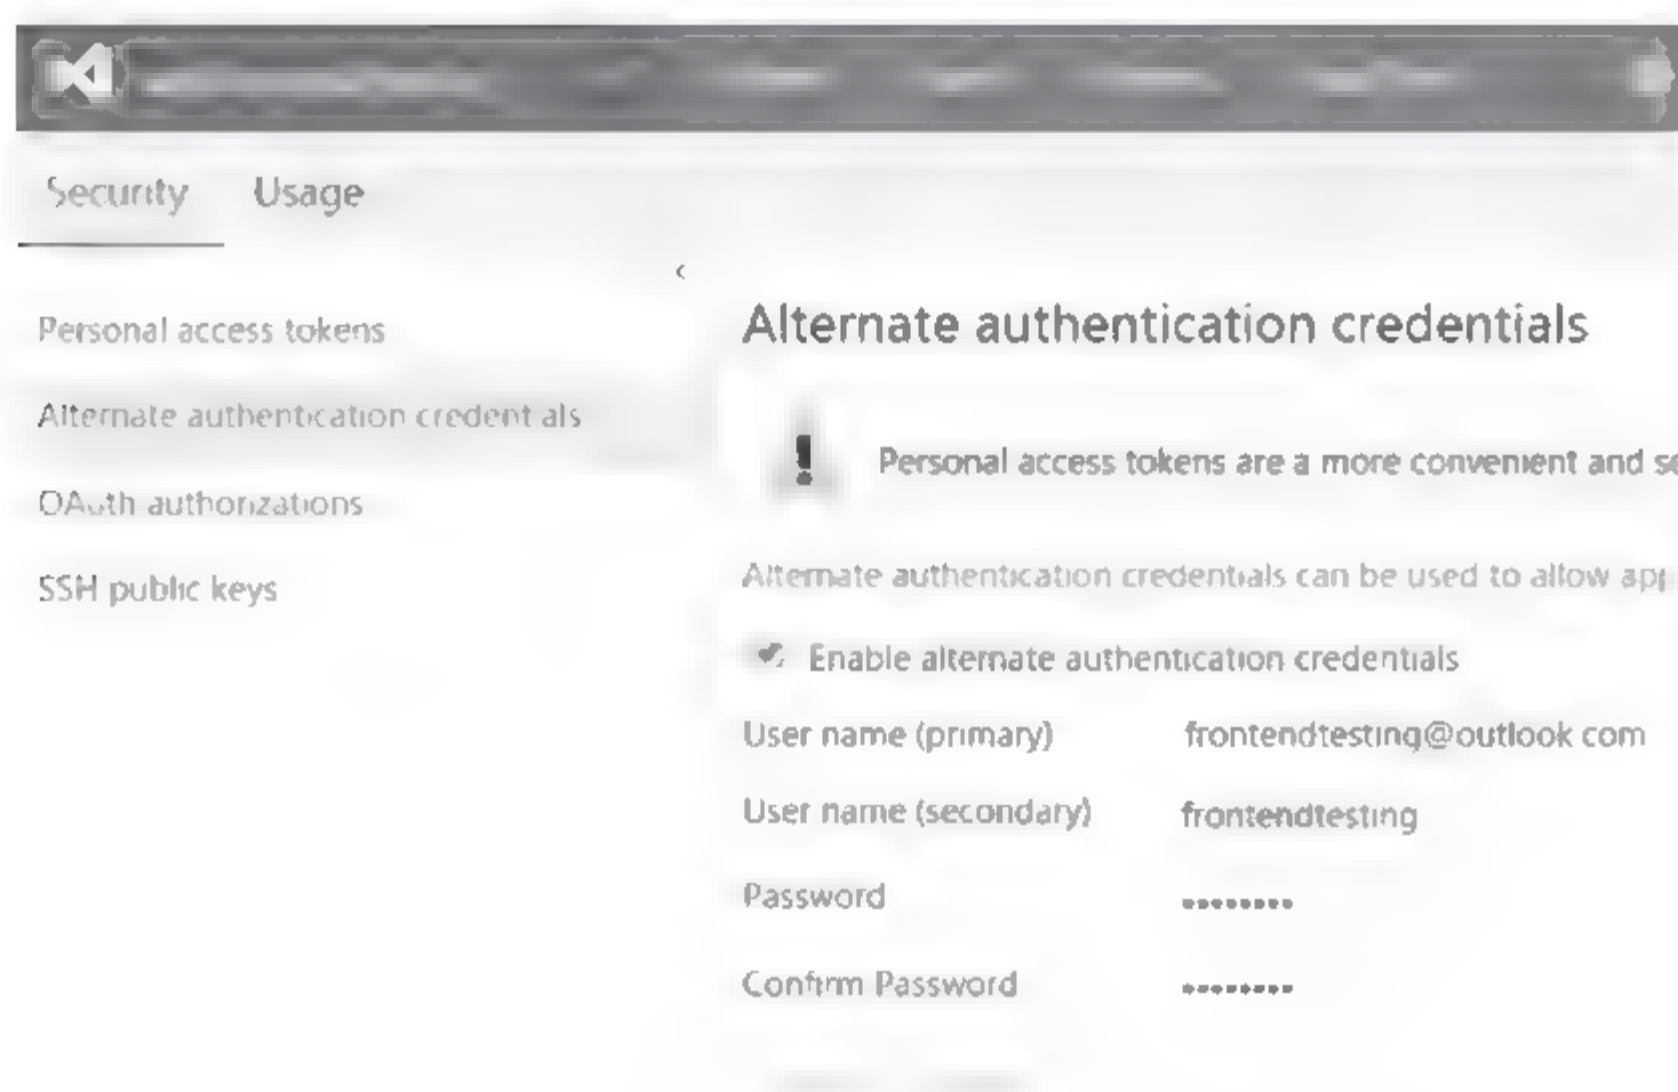 Security Usage
Personal access tokens
Alternate authentication credentials
OAuth authorizations
SSH public keys
Alternate authentication credentials
! Personal access tokens are a more convenient and se
Alternate authentication credentials can be used to allow app
Enable alternate authentication credentials
User name (primary) frontendtesting@outlook com
User name (secondary) frontendtesting
Password ••••••••
Confirm Password ••••••••